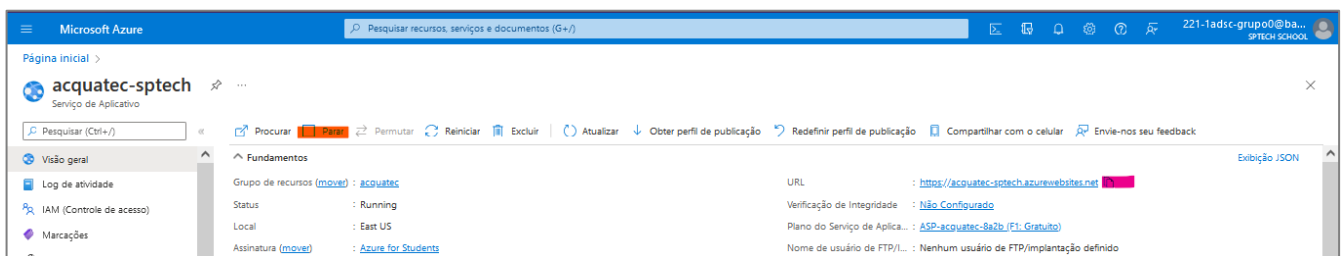 Microsoft Azure
Pesquisar recursos, serviços e documentos (G+/)
221-1adsc-grupo0@ba...
SPTECH SCHOOL
Página inicial >
acquatec-sptech
Serviço de Aplicativo
Pesquisar (Ctrl+/)
Procurar Parar Permutar Reiniciar Excluir Atualizar Obter perfil de publicação Redefinir perfil de publicação Compartilhar com o celular Envie-nos seu feedback
Visão geral
Log de atividade
IAM (Controle de acesso)
Marcações
Fundamentos
Exibição JSON
Grupo de recursos (mover) : acquatec
Status : Running
Local : East US
Assinatura (mover) : Azure for Students
URL : https://acquatec-sptech.azurewebsites.net
Verificação de Integridade : Não Configurado
Plano do Serviço de Aplica... : ASP-acquatec-8a2b (F1: Gratuito)
Nome de usuário de FTP/I... : Nenhum usuário de FTP/implantação definido